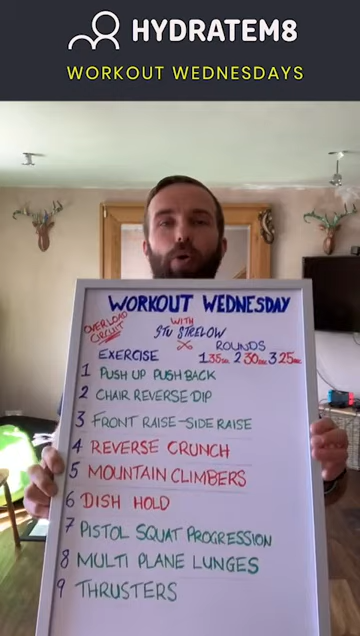 HYDRATEM8
WORKOUT WEDNESDAYS
WORKOUT WEDNESDAY
OVERLOAD CIRCUIT
WITH
STU STRELOW
EXERCISE
ROUNDS
1.35SEC 2 30SEC 3 25SEC
1 PUSH UP PUSH BACK
2 CHAIR REVERSE DIP
3 FRONT RAISE-SIDE RAISE
4 REVERSE CRUNCH
5 MOUNTAIN CLIMBERS
6 DISH HOLD
7 PISTOL SQUAT PROGRESSION
8 MULTI PLANE LUNGES
9 THRUSTERS